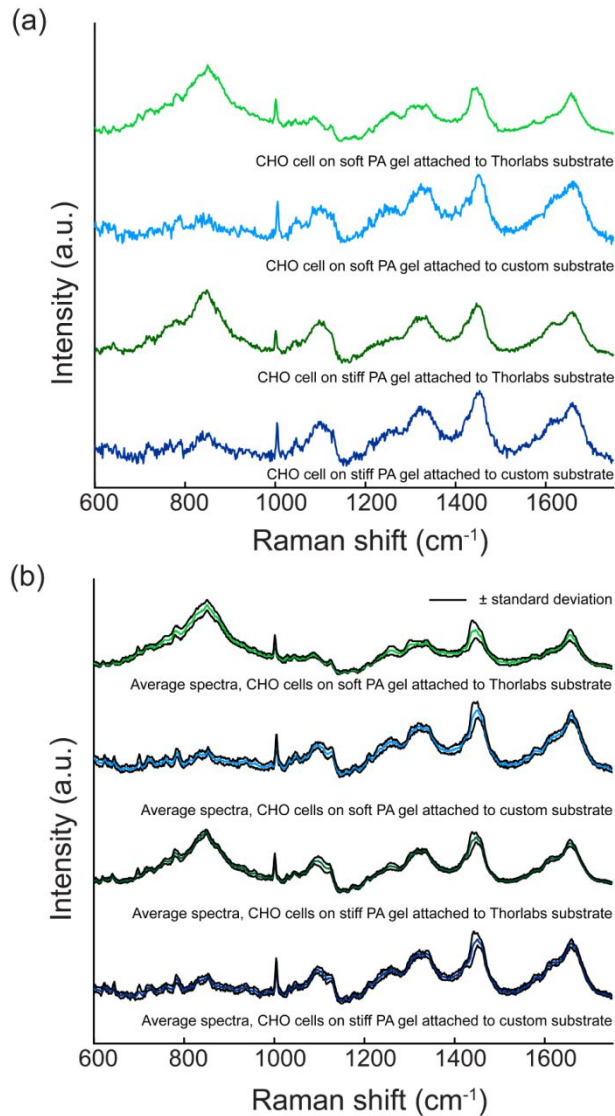 (a)
Intensity (a.u.)
CHO cell on soft PA gel attached to Thorlabs substrate
CHO cell on soft PA gel attached to custom substrate
CHO cell on stiff PA gel attached to Thorlabs substrate
CHO cell on stiff PA gel attached to custom substrate
600 800 1000 1200 1400 1600
Raman shift (cm⁻¹)
(b)
± standard deviation
Intensity (a.u.)
Average spectra, CHO cells on soft PA gel attached to Thorlabs substrate
Average spectra, CHO cells on soft PA gel attached to custom substrate
Average spectra, CHO cells on stiff PA gel attached to Thorlabs substrate
Average spectra, CHO cells on stiff PA gel attached to custom substrate
600 800 1000 1200 1400 1600
Raman shift (cm⁻¹)